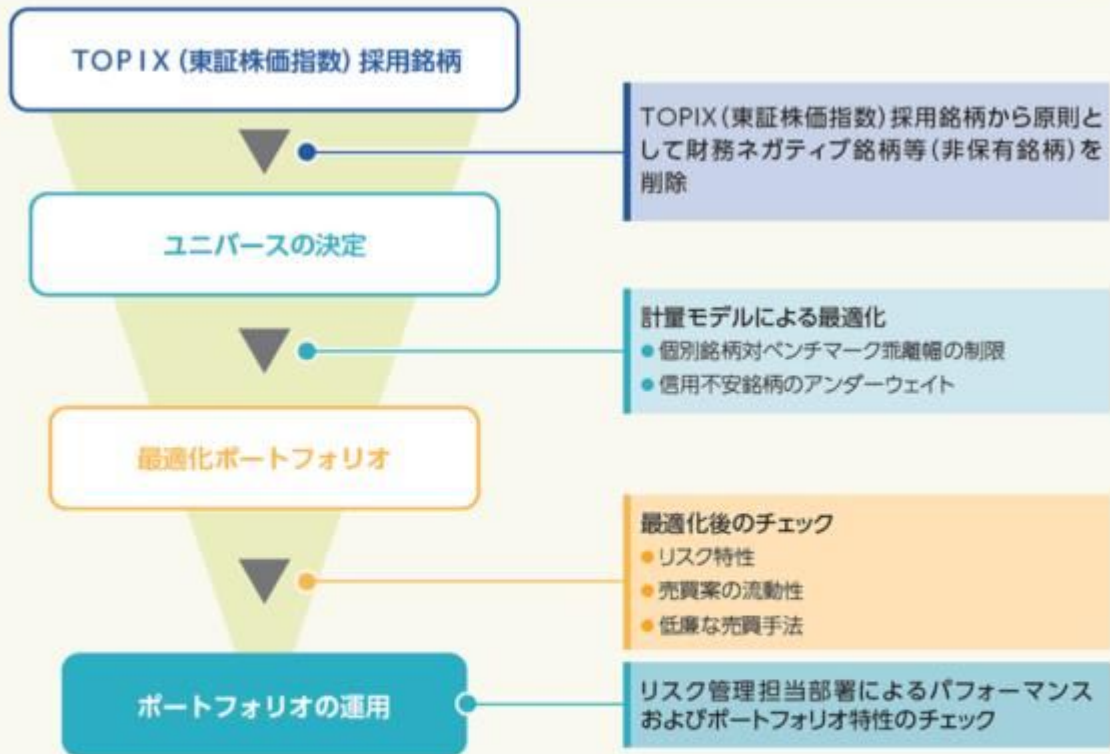 TOPIX（東証株価指数）採用銘柄
TOPIX（東証株価指数）採用銘柄から原則と
して財務ネガティブ銘柄等（非保有銘柄）を
削除
ユニバースの決定
計量モデルによる最適化
● 個別銘柄対ベンチマーク乖離幅の制限
● 信用不安銘柄のアンダーウェイト
最適化ポートフォリオ
最適化後のチェック
● リスク特性
● 売買案の流動性
● 低廉な売買手法
ポートフォリオの運用
リスク管理担当部署によるパフォーマンス
およびポートフォリオ特性のチェック